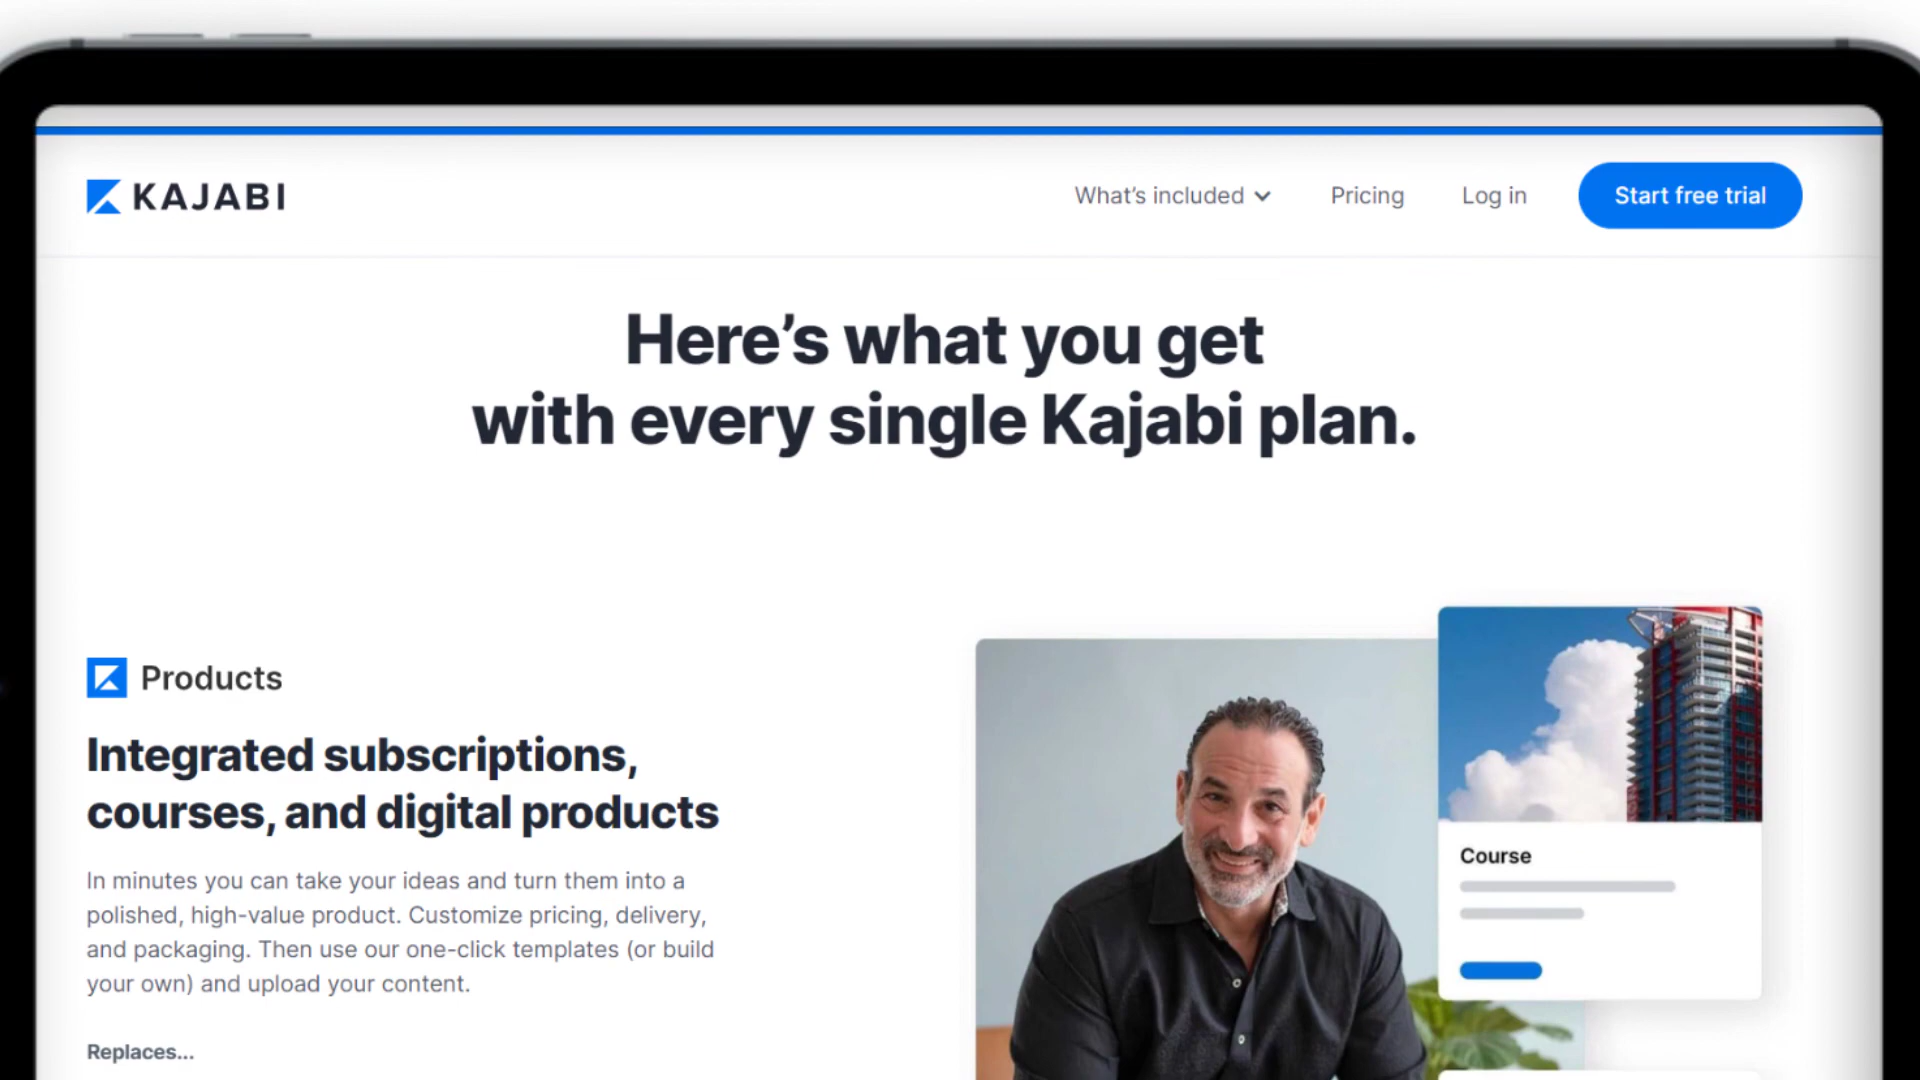 KAJABI
What's included
Pricing
Log in
Start free trial
Here’s what you get
with every single Kajabi plan.
Products
Integrated subscriptions,
courses, and digital products
In minutes you can take your ideas and turn them into a
polished, high-value product. Customize pricing, delivery,
and packaging. Then use our one-click templates (or build
your own) and upload your content.
Replaces...
Course